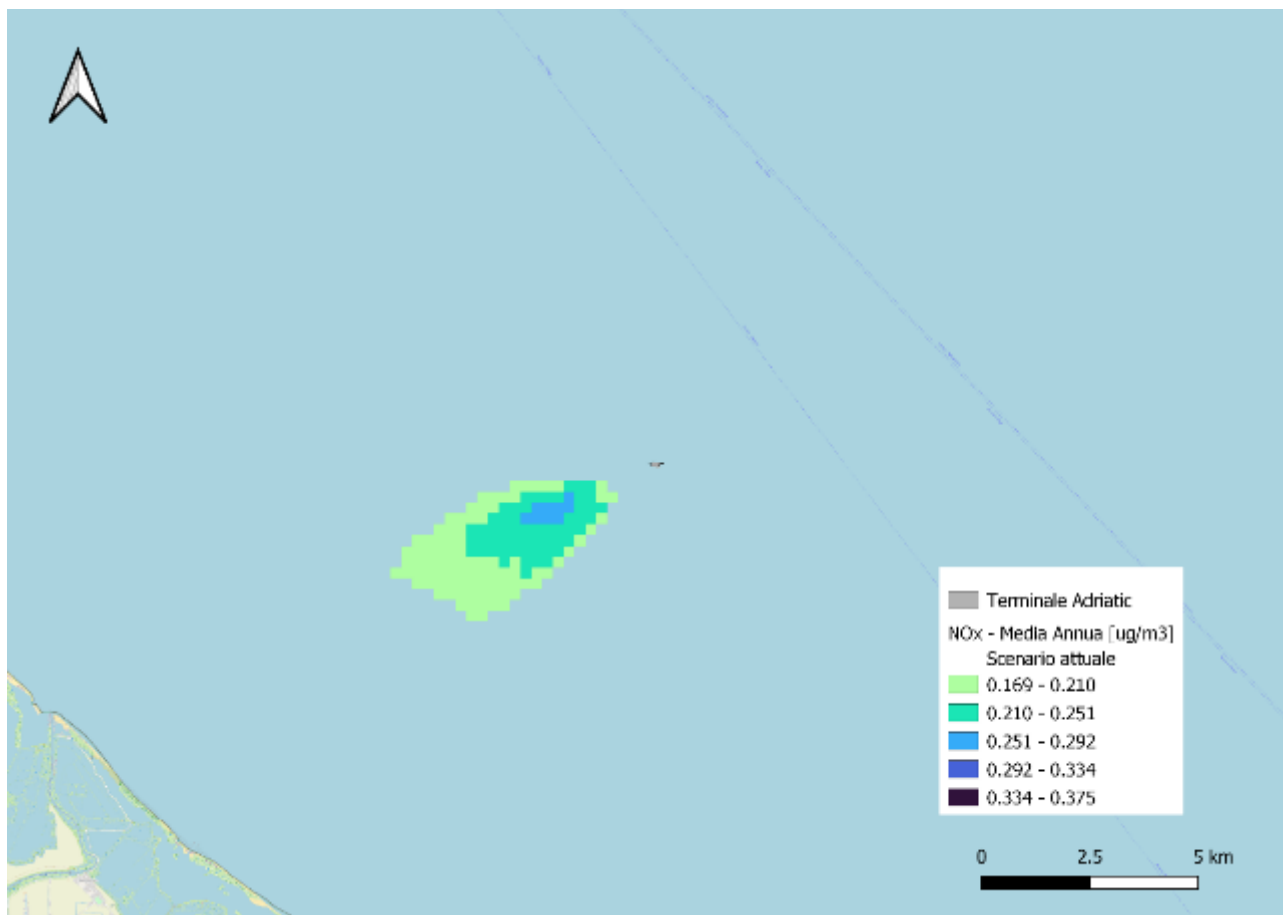 Terminale Adriatic
NOx - Media Annua [ug/m3]
Scenario attuale
0.169 - 0.210
0.210 - 0.251
0.251 - 0.292
0.292 - 0.334
0.334 - 0.375
0 2.5 5 km